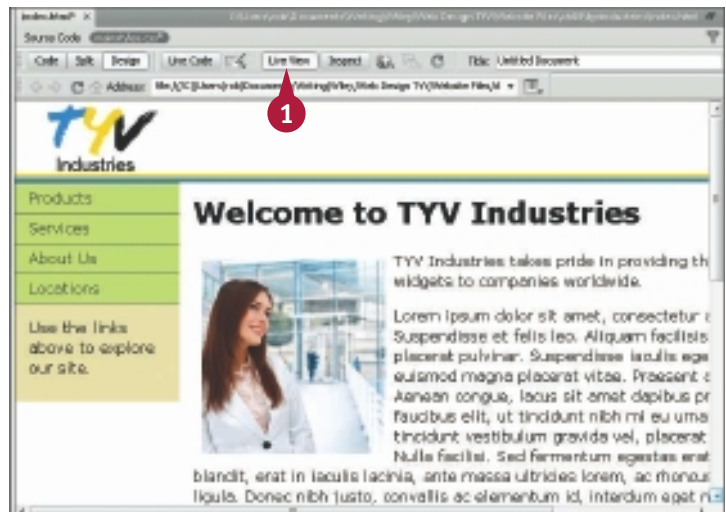 index.html* ×
Source Code
Code Split Design Live Code Live View Inspect Title: Untitled Document
Address:
1
TYV
Industries
Products
Services
About Us
Locations
Use the links
above to explore
our site.
Welcome to TYV Industries
TYV Industries takes pride in providing th
widgets to companies worldwide.
Lorem ipsum dolor sit amet, consectetur
Suspendisse et felis leo. Aliquam facilisis
placerat pulvinar. Suspendisse iaculis ege
euismod magna placerat vitae. Praesent
Aenean congue, lacus sit amet dapibus pr
faucibus elit, ut tincidunt nibh mi eu urna
tincidunt vestibulum gravida vel, placerat
Nulla facilisi. Sed fermentum egestas erat
blandit, erat in iaculis lacinia, ante massa ultricies lorem, ac rhoncus
ligula. Donec nibh justo, convallis ac elementum id, interdum eget